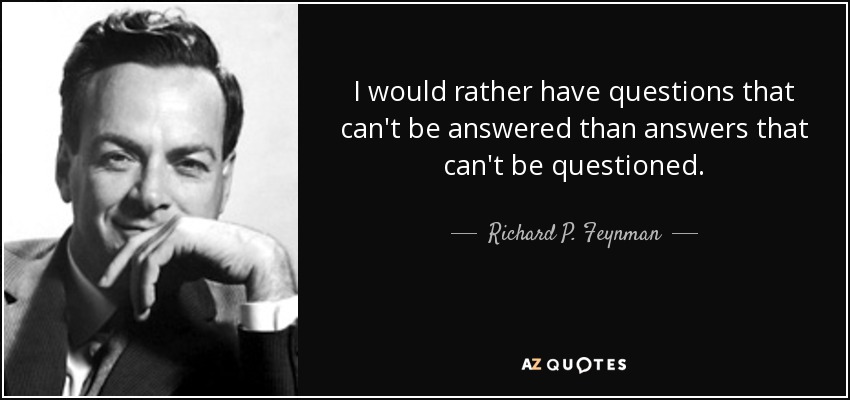 I would rather have questions that
can't be answered than answers that
can't be questioned.
Richard P. Feynman
AZ QUOTES